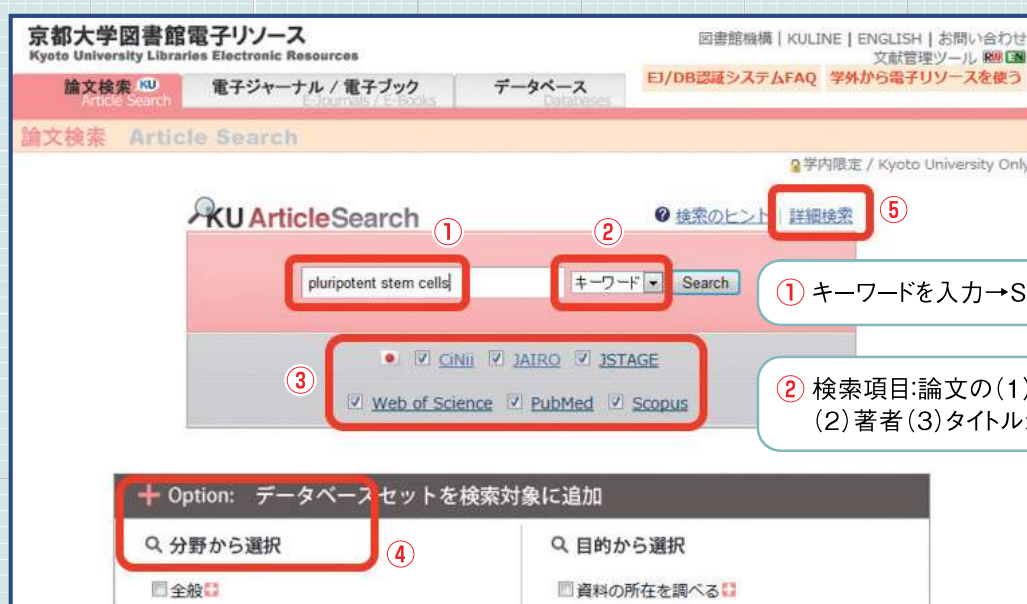 京都大学図書館電子リソース
Kyoto University Libraries Electronic Resources
図書館機構 | KULINE | ENGLISH | お問い合わせ
文献管理ツール
EJ/DB認証システムFAQ 学外から電子リソースを使う
論文検索 KU
Article Search
電子ジャーナル / 電子ブック
E-Journals / E-Books
データベース
Databases
論文検索 Article Search
学内限定 / Kyoto University Only
KU ArticleSearch
① ②
? 検索のヒント | 詳細検索 ⑤
pluripotent stem cells
キーワード
Search
① キーワードを入力→S
③
CiNii JAIRO JSTAGE
Web of Science PubMed Scopus
② 検索項目:論文の(1)
(2)著者(3)タイトル
+ Option: データベースセットを検索対象に追加
分野から選択 ④
目的から選択
全般
資料の所在を調べる